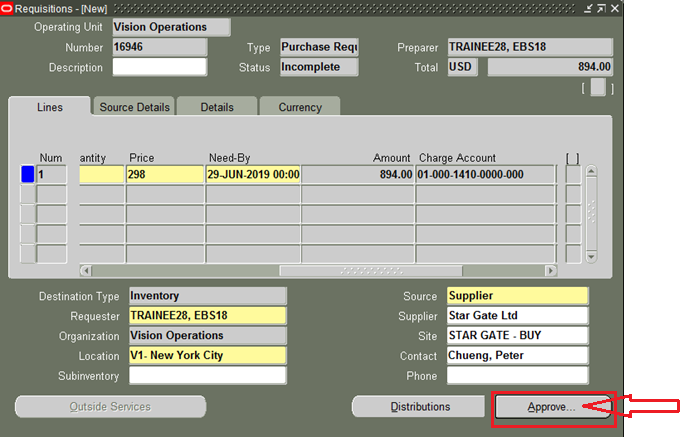 Requisitions - [New]
Operating Unit Vision Operations
Number 16946 Type Purchase Requ Preparer TRAINEE28, EBS18
Description Status Incomplete Total USD 894.00
[ ]
Lines Source Details Details Currency
Num antity Price Need-By Amount Charge Account [ ]
1 298 29-JUN-2019 00:00 894.00 01-000-1410-0000-000
Destination Type Inventory Source Supplier
Requester TRAINEE28, EBS18 Supplier Star Gate Ltd
Organization Vision Operations Site STAR GATE - BUY
Location V1- New York City Contact Chueng, Peter
Subinventory Phone
Outside Services Distributions Approve...